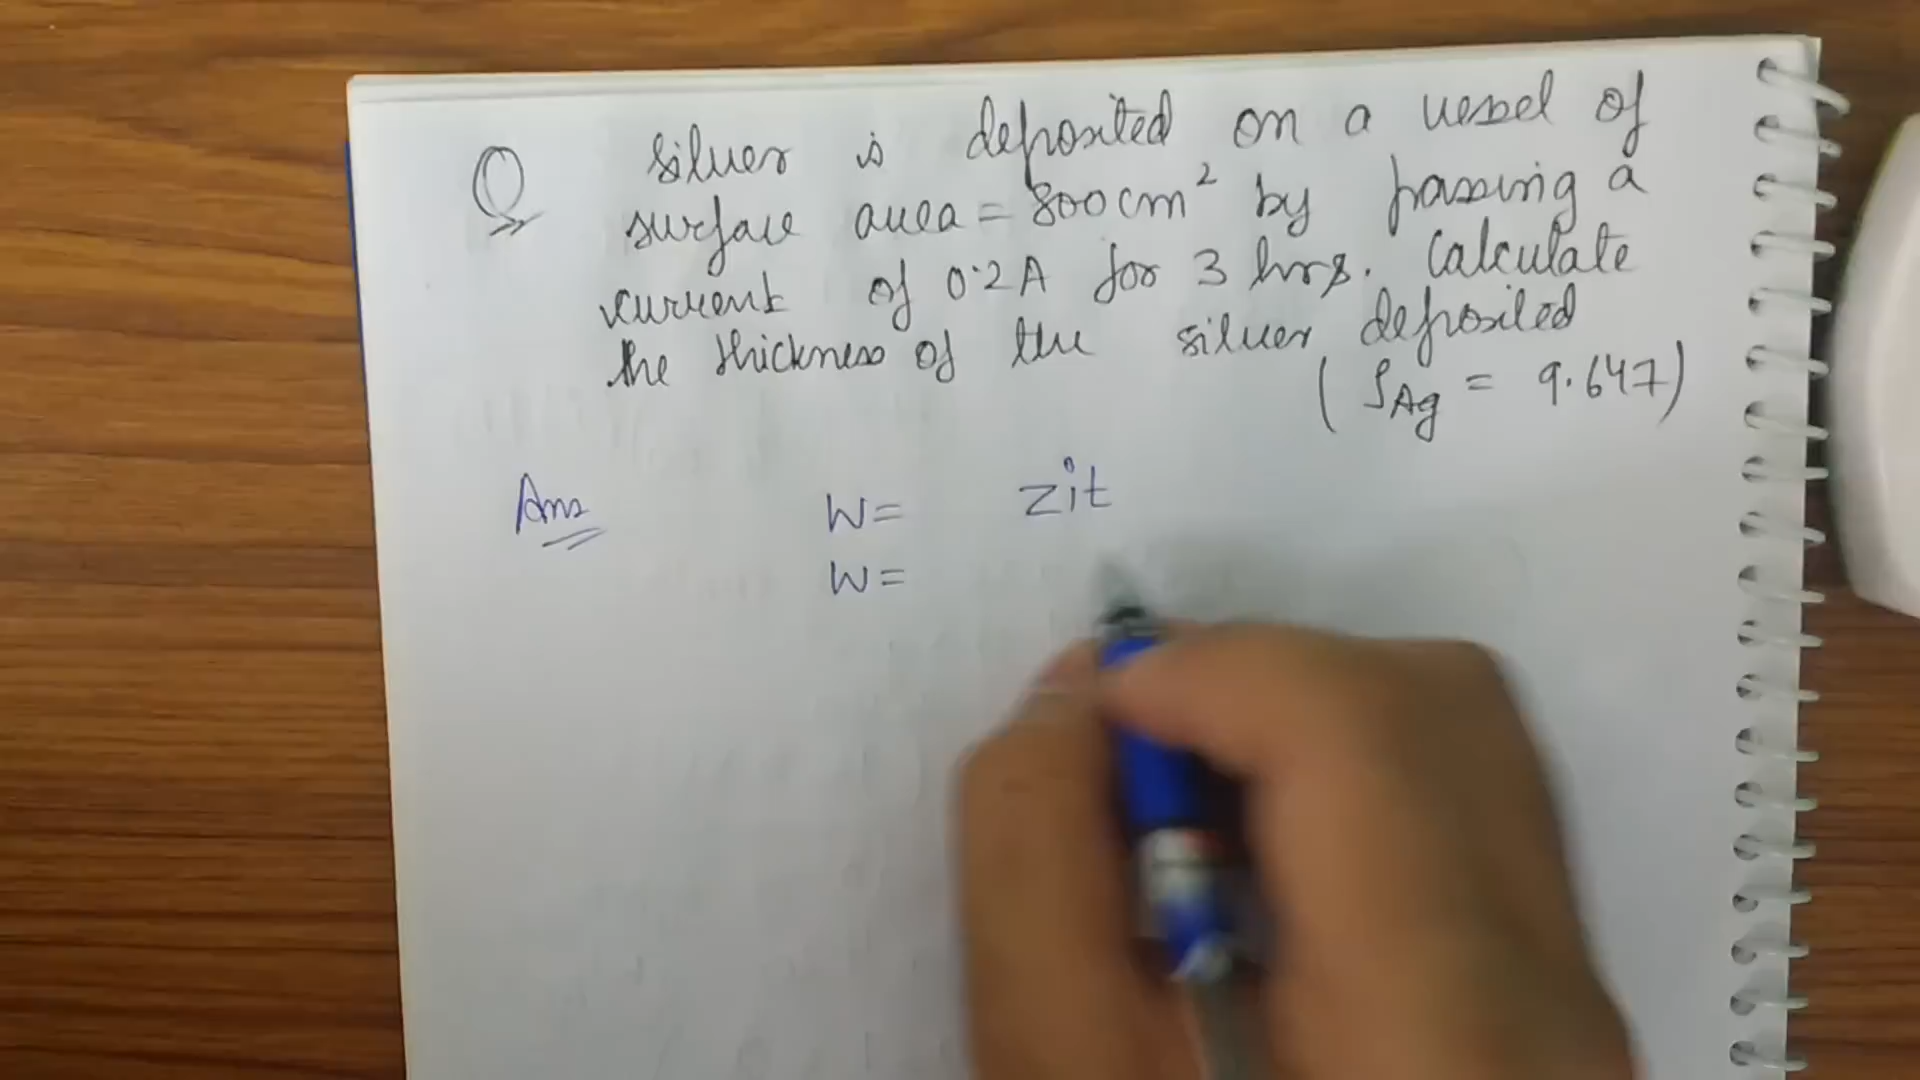 Q Silver is deposited on a vessel of
surface area = 800 cm² by passing a
current of 0.2A for 3 hrs. Calculate
the thickness of the silver deposited
(ρAg = 9.647)
Ans W = Zit
W =